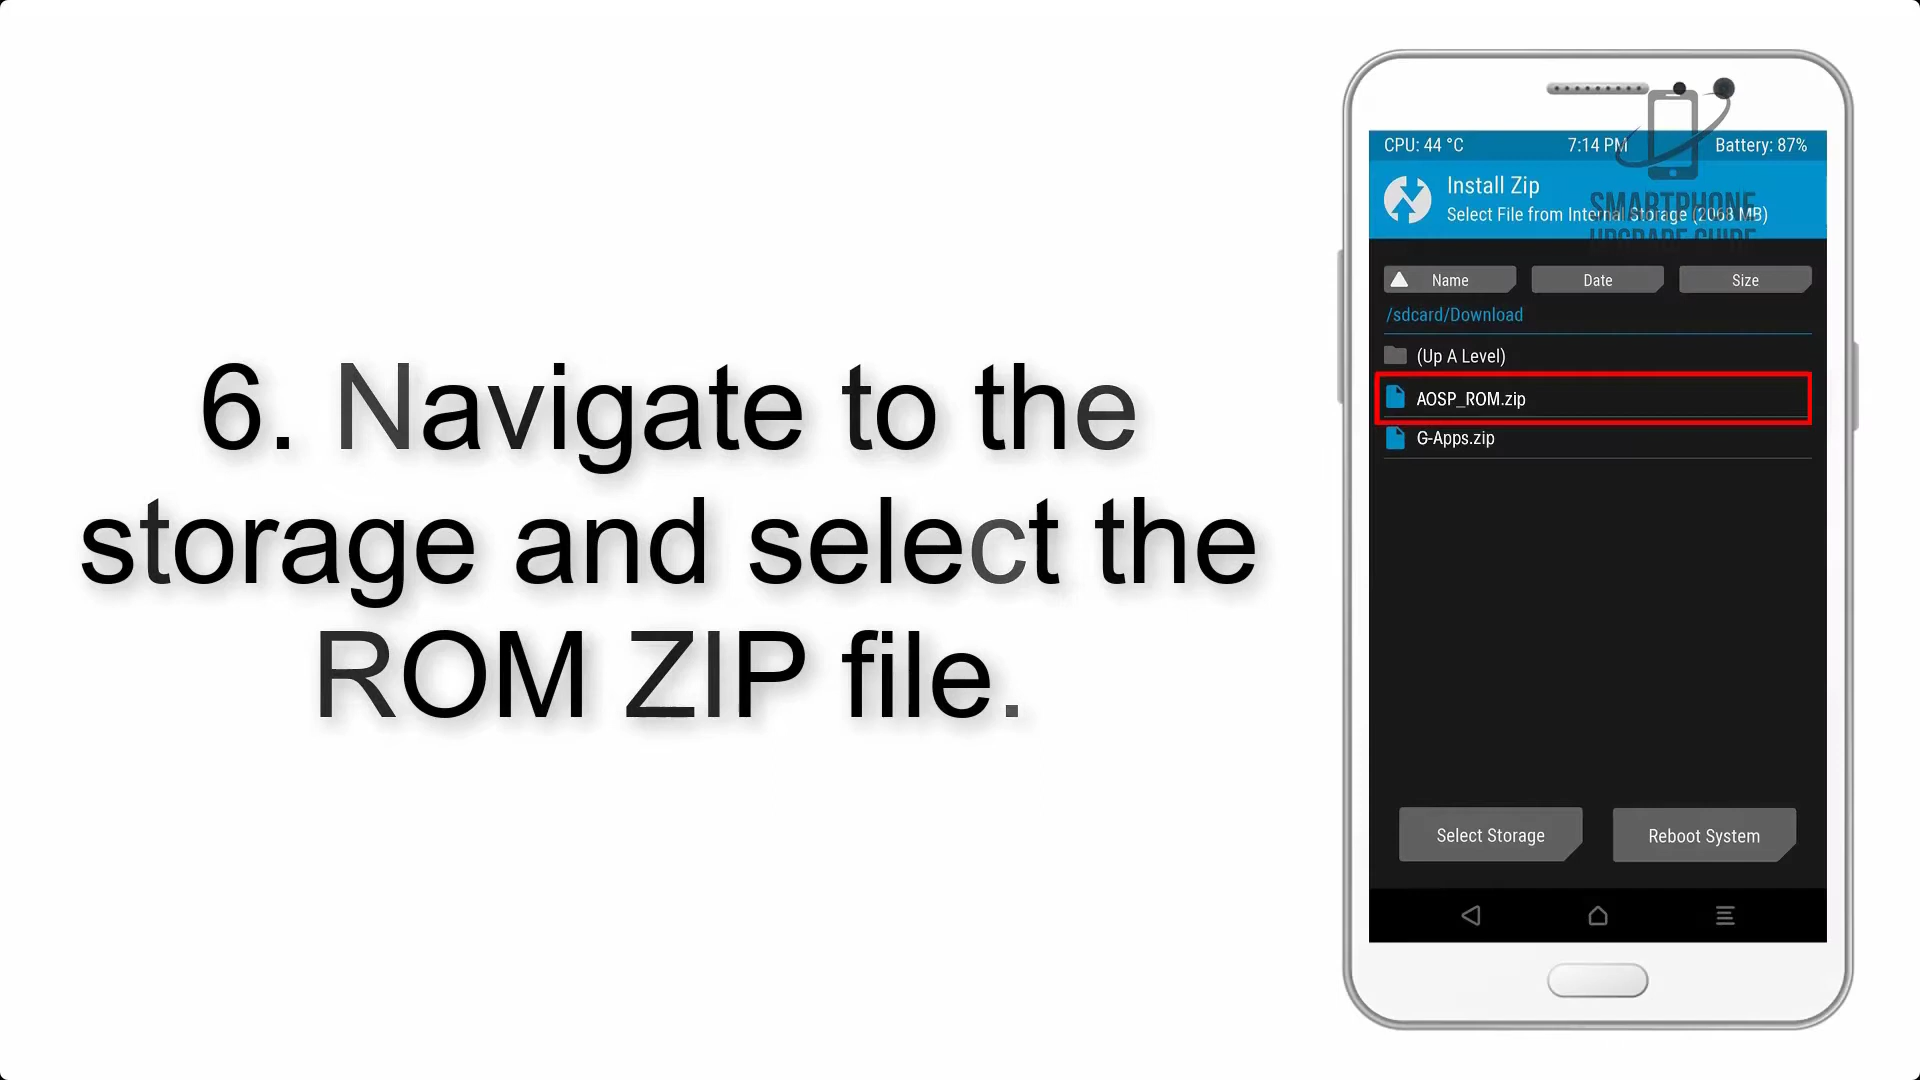 6. Navigate to the
storage and select the
ROM ZIP file.
CPU: 44 °C 7:14 PM Battery: 87%
Install Zip
Select File from Internal Storage (2068 MB)
SMARTPHONE
UPGRADE GUIDE
Name Date Size
/sdcard/Download
(Up A Level)
AOSP_ROM.zip
G-Apps.zip
Select Storage Reboot System